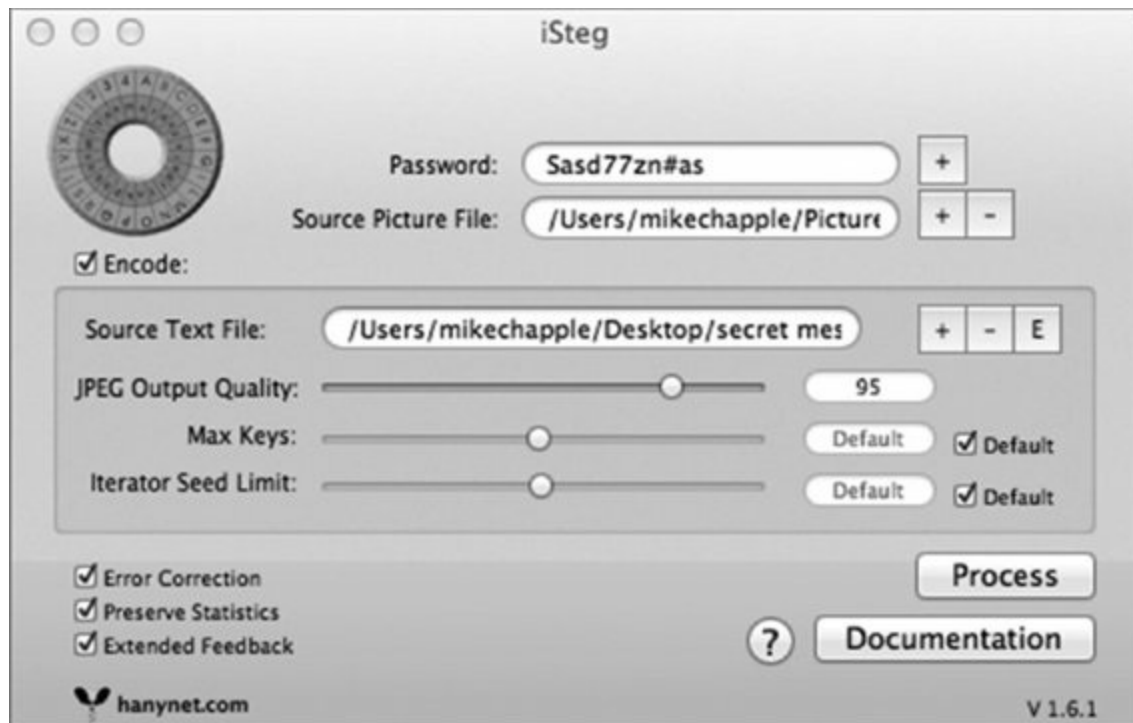 iSteg
Password: Sasd77zn#as +
Source Picture File: /Users/mikechapple/Picture + -
Encode:
Source Text File: /Users/mikechapple/Desktop/secret mes + - E
JPEG Output Quality: 95
Max Keys: Default Default
Iterator Seed Limit: Default Default
Error Correction
Process
Preserve Statistics
Extended Feedback
? Documentation
hanynet.com
V 1.6.1